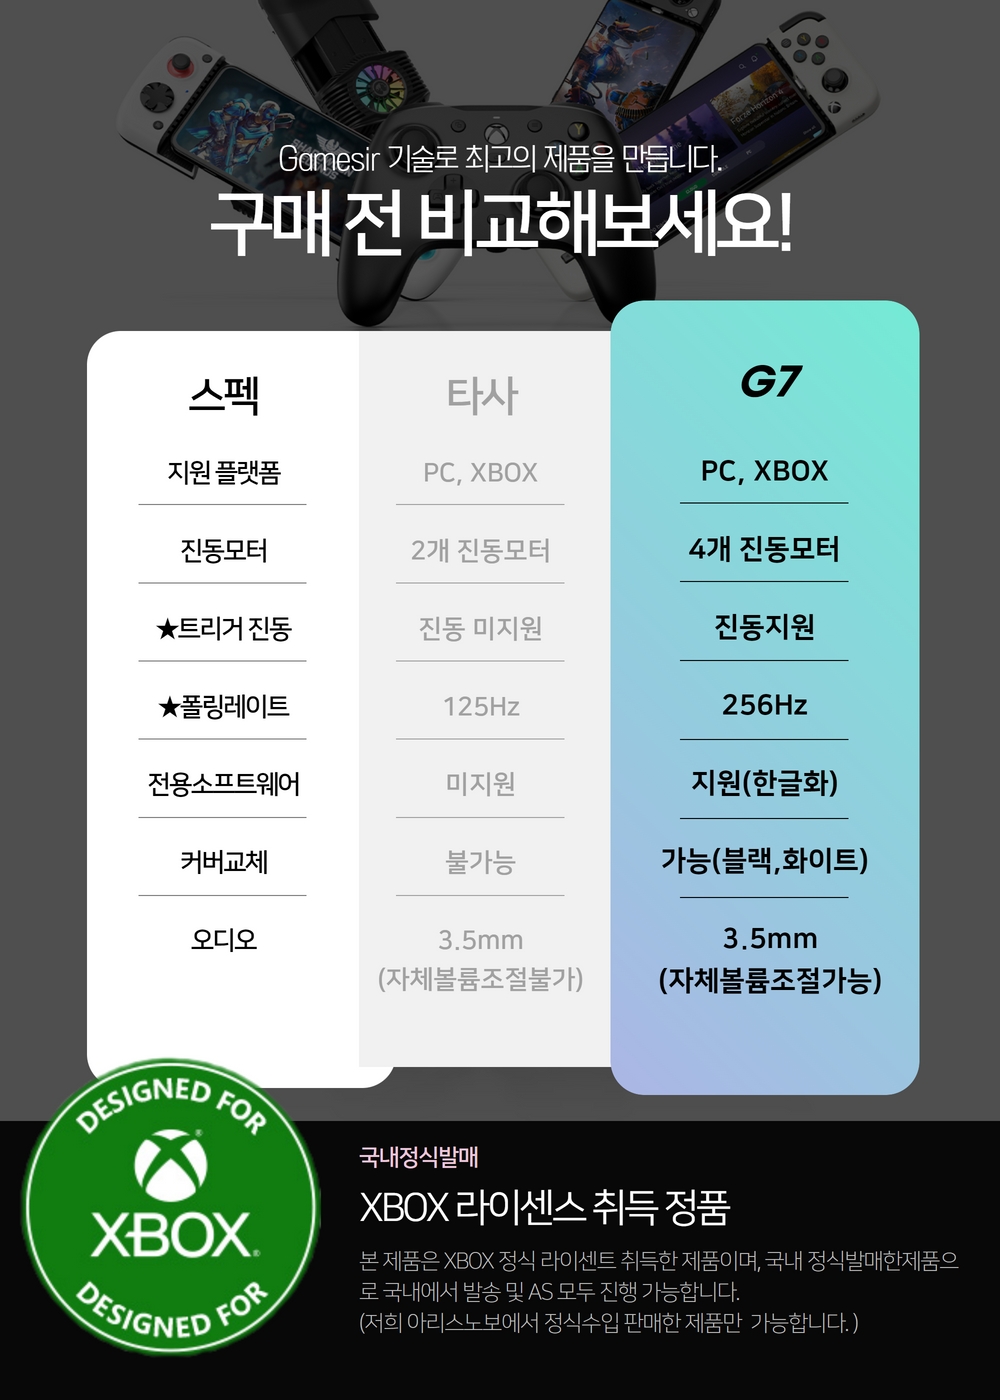 Gamesir 기술로 최고의 제품을 만듭니다.
구매 전 비교해보세요!
스펙 타사 G7
지원 플랫폼 PC, XBOX PC, XBOX
진동모터 2개 진동모터 4개 진동모터
★트리거 진동 진동 미지원 진동지원
★폴링레이트 125Hz 256Hz
전용소프트웨어 미지원 지원(한글화)
커버교체 불가능 가능(블랙,화이트)
오디오 3.5mm 3.5mm
(자체볼륨조절불가) (자체볼륨조절가능)
DESIGNED FOR
XBOX
DESIGNED FOR
국내정식발매
XBOX 라이센스 취득 정품
본 제품은 XBOX 정식 라이센트 취득한 제품이며, 국내 정식발매한제품으
로 국내에서 발송 및 AS 모두 진행 가능합니다.
(저희 아리스노보에서 정식수입 판매한 제품만 가능합니다. )